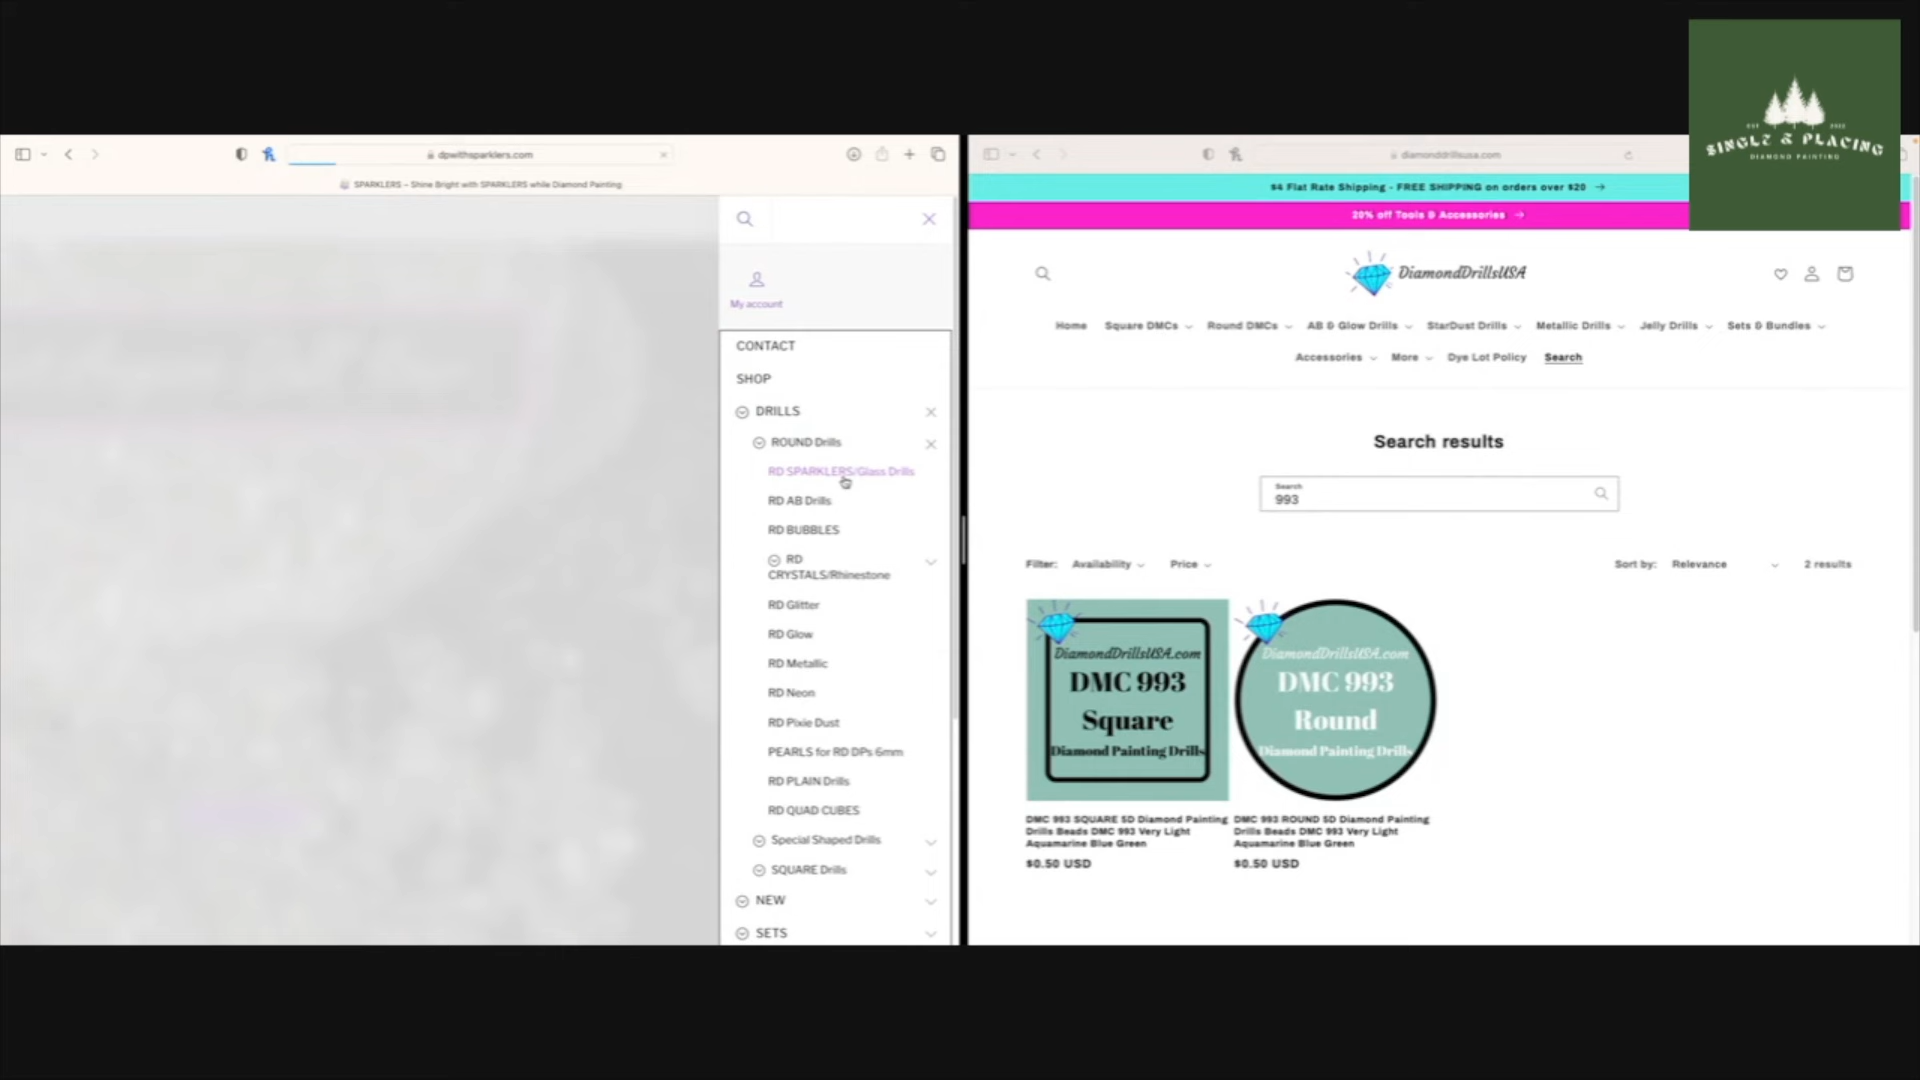 dpwithsparklers.com
SPARKLERS – Shine Bright with SPARKLERS while Diamond Painting
My account
CONTACT
SHOP
DRILLS
ROUND Drills
RD SPARKLERS/Glass Drills
RD AB Drills
RD BUBBLES
RD
CRYSTALS/Rhinestone
RD Glitter
RD Glow
RD Metallic
RD Neon
RD Pixie Dust
PEARLS for RD DPs 6mm
RD PLAIN Drills
RD QUAD CUBES
Special Shaped Drills
SQUARE Drills
NEW
SETS
diamonddrillsusa.com
$4 Flat Rate Shipping - FREE SHIPPING on orders over $20 →
20% off Tools & Accessories →
DiamondDrillsUSA
Home Square DMCs Round DMCs AB & Glow Drills StarDust Drills Metallic Drills Jelly Drills Sets & Bundles
Accessories More Dye Lot Policy Search
Search results
Search
993
Filter: Availability Price Sort by: Relevance 2 results
DiamondDrillsUSA.com
DMC 993
Square
Diamond Painting Drills
DiamondDrillsUSA.com
DMC 993
Round
Diamond Painting Drills
DMC 993 SQUARE 5D Diamond Painting
Drills Beads DMC 993 Very Light
Aquamarine Blue Green
$0.50 USD
DMC 993 ROUND 5D Diamond Painting
Drills Beads DMC 993 Very Light
Aquamarine Blue Green
$0.50 USD
SINGLE & PLACING
DIAMOND PAINTING